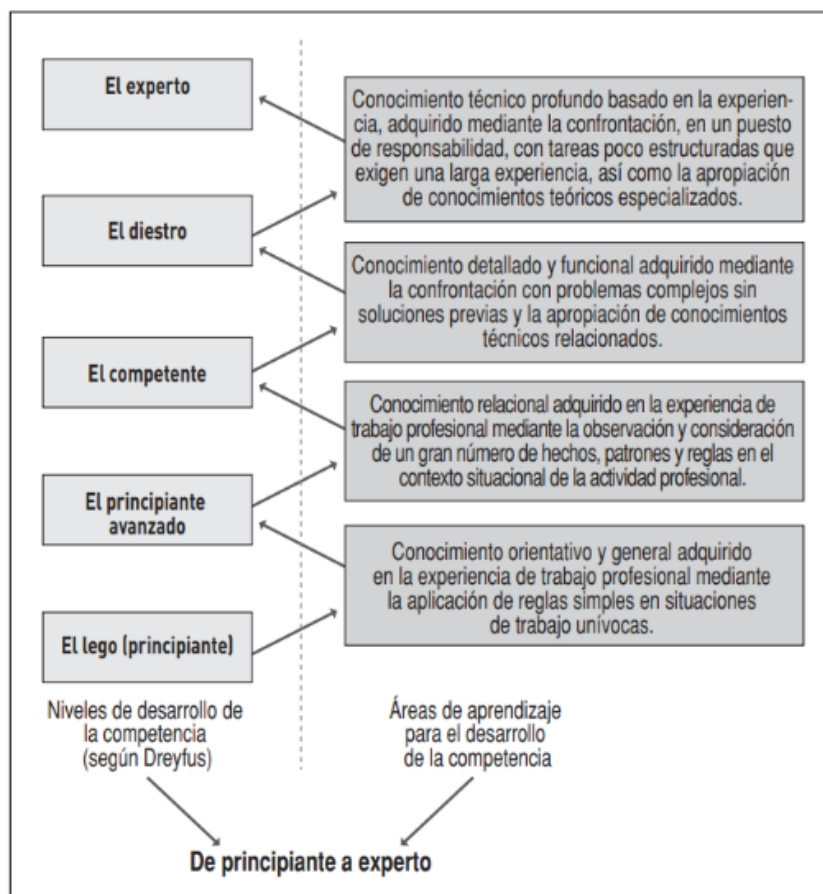 El experto
Conocimiento técnico profundo basado en la experien-
cia, adquirido mediante la confrontación, en un puesto
de responsabilidad, con tareas poco estructuradas que
exigen una larga experiencia, así como la apropiación
de conocimientos teóricos especializados.
El diestro
Conocimiento detallado y funcional adquirido mediante
la confrontación con problemas complejos sin
soluciones previas y la apropiación de conocimientos
técnicos relacionados.
El competente
Conocimiento relacional adquirido en la experiencia de
trabajo profesional mediante la observación y consideración
de un gran número de hechos, patrones y reglas en el
contexto situacional de la actividad profesional.
El principiante
avanzado
Conocimiento orientativo y general adquirido
en la experiencia de trabajo profesional mediante
la aplicación de reglas simples en situaciones
de trabajo unívocas.
El lego (principiante)
Niveles de desarrollo de
la competencia
(según Dreyfus)
Áreas de aprendizaje
para el desarrollo
de la competencia
De principiante a experto